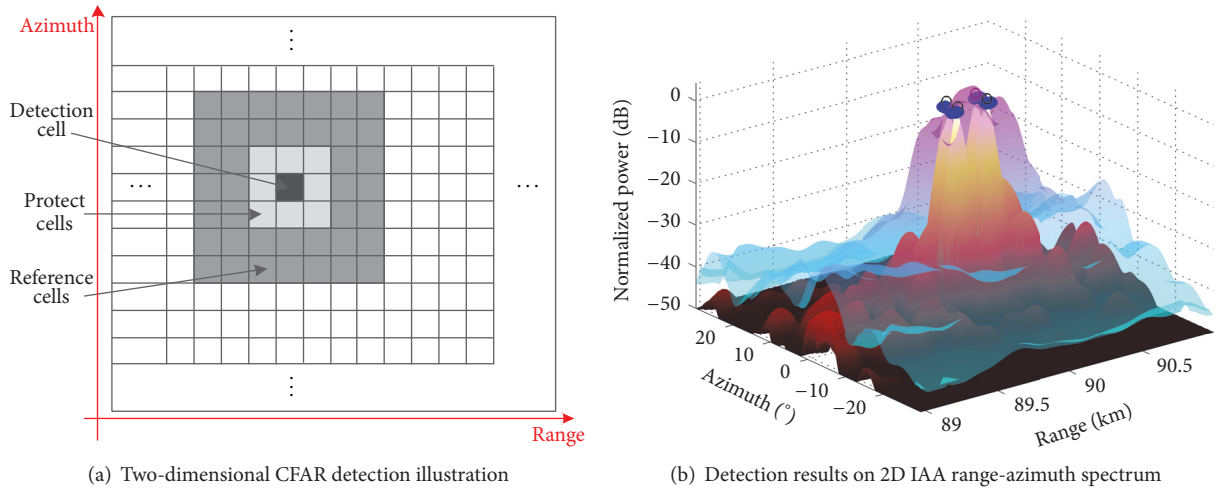 Azimuth
⋮
Detection
cell
...
...
Protect
cells
Reference
cells
⋮
Range
(a) Two-dimensional CFAR detection illustration
Normalized power (dB)
0
−10
−20
−30
−40
−50
20
10
0
−10
−20
Azimuth (°)
89
89.5
90
90.5
Range (km)
(b) Detection results on 2D IAA range-azimuth spectrum